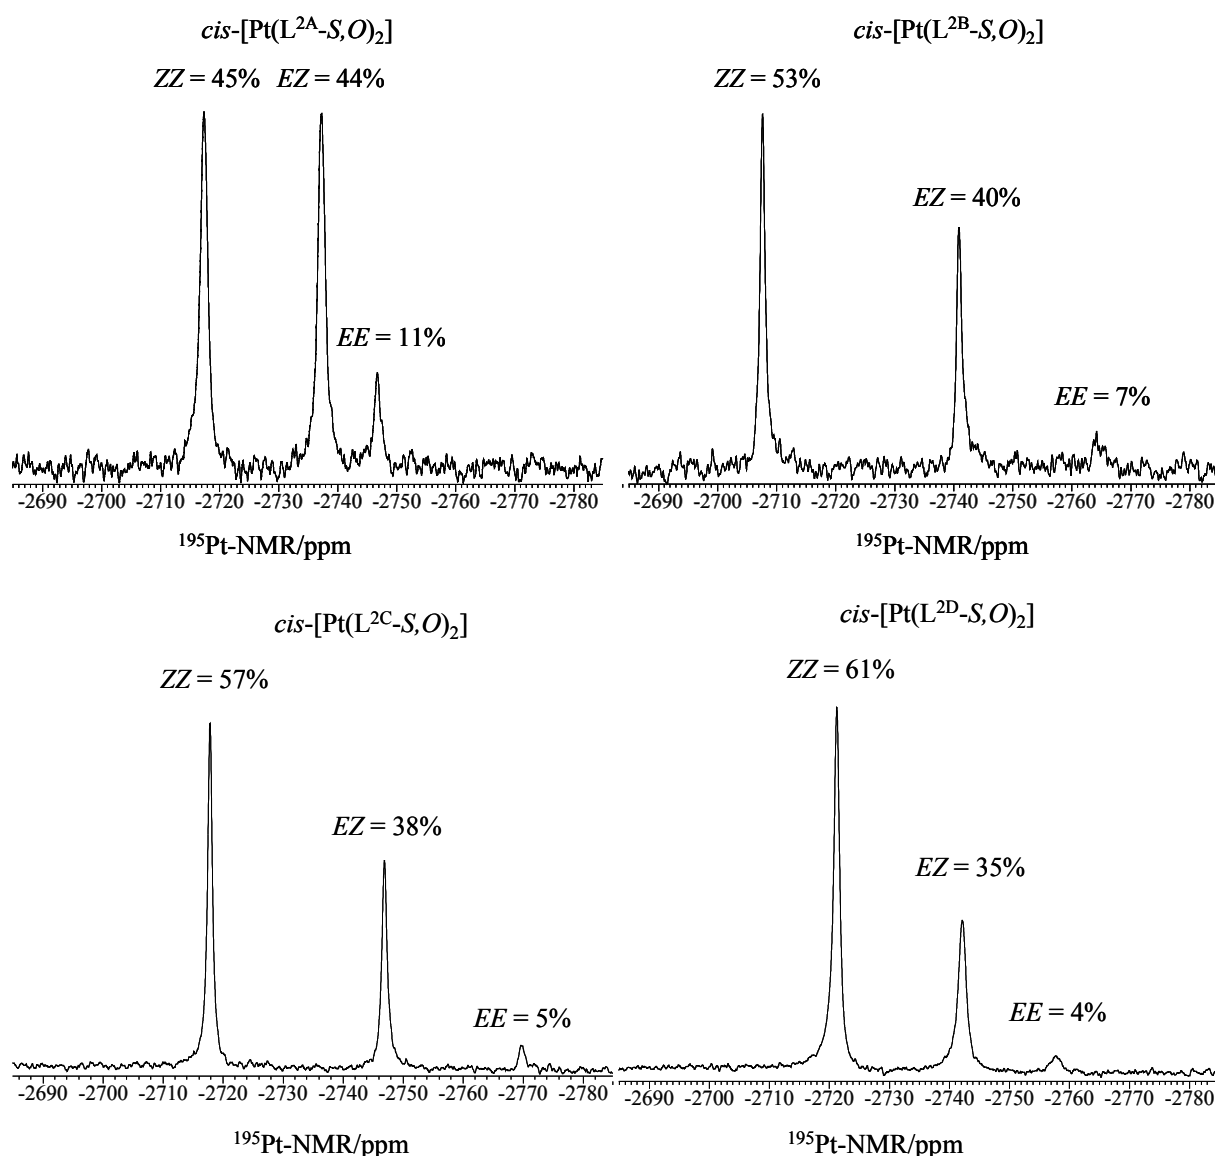 cis-[Pt(L²ᴬ-S,O)₂]
ZZ = 45% EZ = 44%
EE = 11%
-2690 -2700 -2710 -2720 -2730 -2740 -2750 -2760 -2770 -2780
¹⁹⁵Pt-NMR/ppm
cis-[Pt(L²ᴮ-S,O)₂]
ZZ = 53%
EZ = 40%
EE = 7%
-2690 -2700 -2710 -2720 -2730 -2740 -2750 -2760 -2770 -2780
¹⁹⁵Pt-NMR/ppm
cis-[Pt(L²ᶜ-S,O)₂]
ZZ = 57%
EZ = 38%
EE = 5%
-2690 -2700 -2710 -2720 -2730 -2740 -2750 -2760 -2770 -2780
¹⁹⁵Pt-NMR/ppm
cis-[Pt(L²ᴰ-S,O)₂]
ZZ = 61%
EZ = 35%
EE = 4%
-2690 -2700 -2710 -2720 -2730 -2740 -2750 -2760 -2770 -2780
¹⁹⁵Pt-NMR/ppm